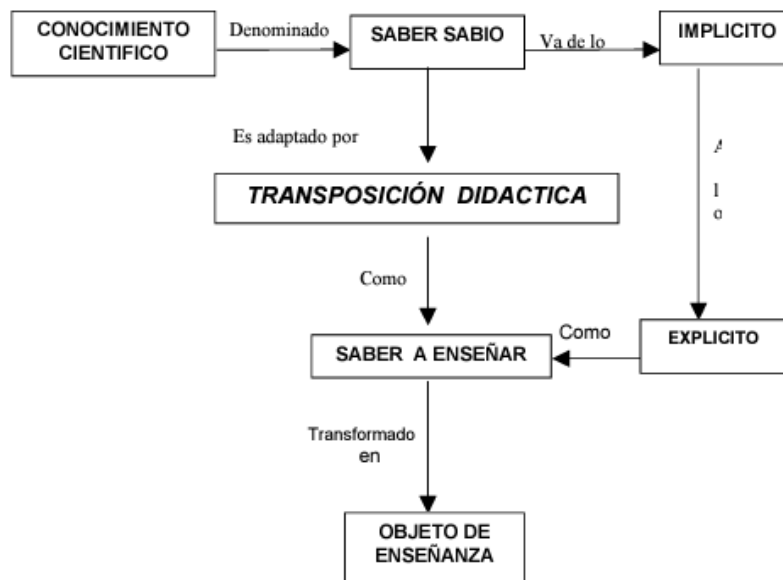 CONOCIMIENTO
CIENTIFICO
Denominado
SABER SABIO
Va de lo
IMPLICITO
Es adaptado por
l
o
TRANSPOSICIÓN DIDACTICA
Como
SABER A ENSEÑAR
Como
EXPLICITO
Transformado
en
OBJETO DE
ENSEÑANZA